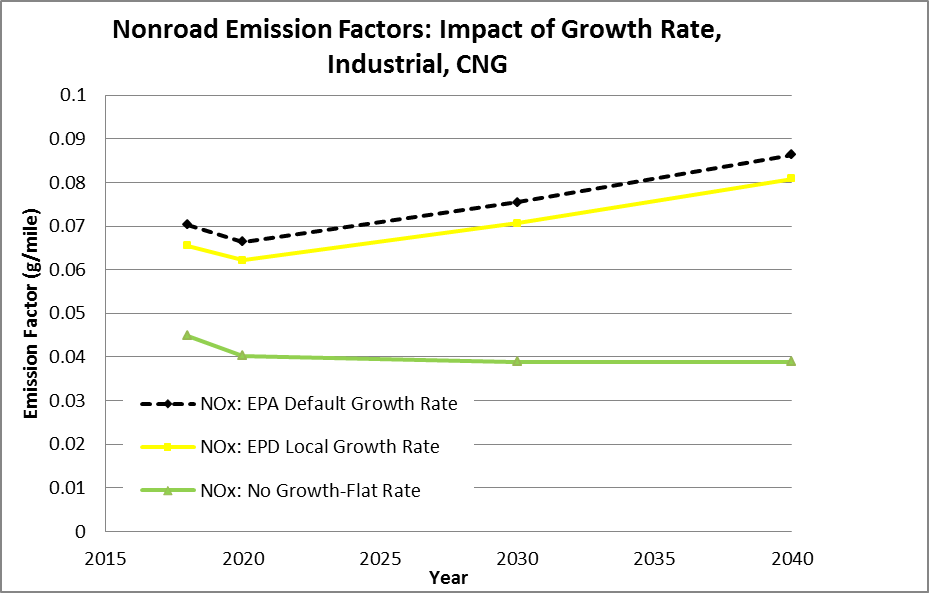 Nonroad Emission Factors: Impact of Growth Rate,
Industrial, CNG
0.1
0.09
0.08
0.07
0.06
0.05
0.04
0.03
0.02
0.01
0
Emission Factor (g/mile)
NOx: EPA Default Growth Rate
NOx: EPD Local Growth Rate
NOx: No Growth-Flat Rate
2015 2020 2025 2030 2035 2040
Year